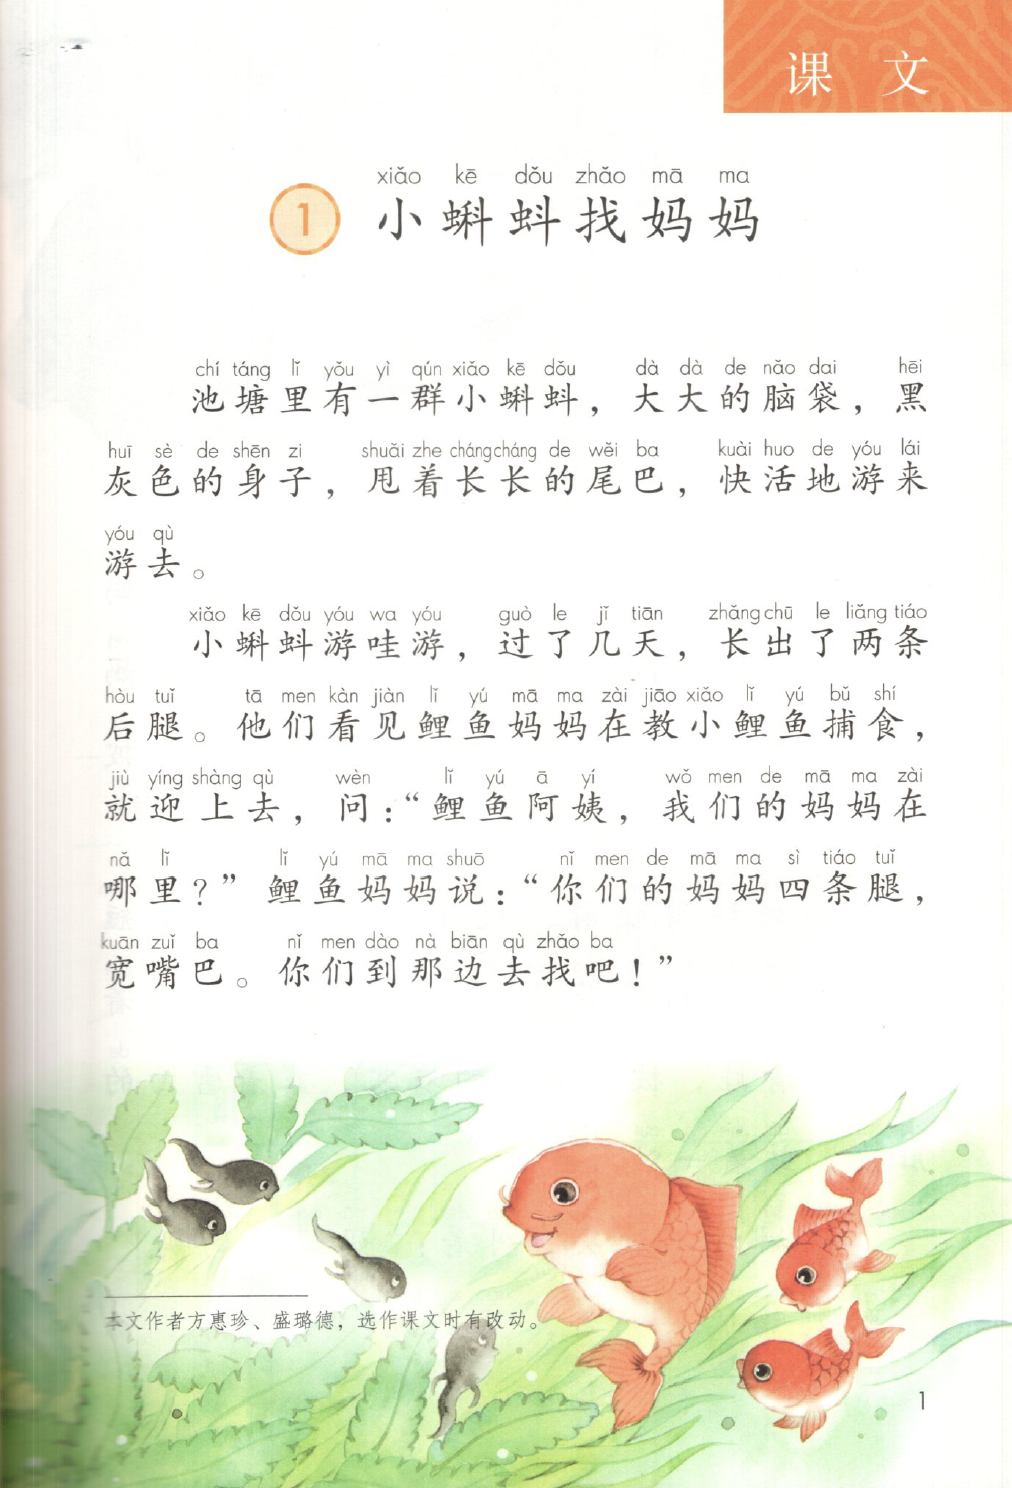 课 文
xiǎo kē dǒu zhǎo mā ma
1 小蝌蚪找妈妈
chí táng lǐ yǒu yì qún xiǎo kē dǒu dà dà de nǎo dai hēi
池塘里有一群小蝌蚪，大大的脑袋，黑
huī sè de shēn zi shuǎi zhe cháng cháng de wěi ba kuài huo de yóu lái
灰色的身子，甩着长长的尾巴，快活地游来
yóu qù
游去。
xiǎo kē dǒu yóu wa yóu guò le jǐ tiān zhǎng chū le liǎng tiáo
小蝌蚪游哇游，过了几天，长出了两条
hòu tuǐ tā men kàn jiàn lǐ yú mā ma zài jiāo xiǎo lǐ yú bǔ shí
后腿。他们看见鲤鱼妈妈在教小鲤鱼捕食，
jiù yíng shàng qù wèn lǐ yú ā yí wǒ men de mā ma zài
就迎上去，问：“鲤鱼阿姨，我们的妈妈在
nǎ lǐ lǐ yú mā ma shuō nǐ men de mā ma sì tiáo tuǐ
哪里？”鲤鱼妈妈说：“你们的妈妈四条腿，
kuān zuǐ ba nǐ men dào nà biān qù zhǎo ba
宽嘴巴。你们到那边去找吧！”
本文作者方惠珍、盛璐德，选作课文时有改动。
1